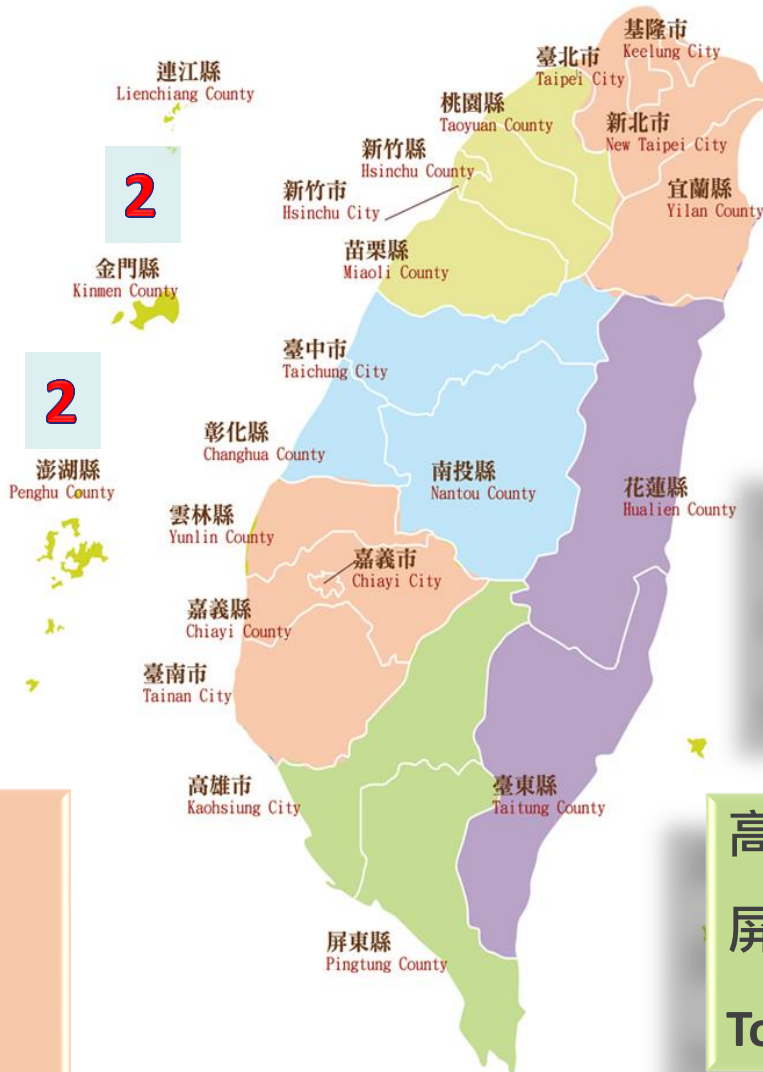 基隆市
Keelung City
臺北市
Taipei City
連江縣
Lienchiang County
桃園縣
Taoyuan County
新北市
New Taipei City
新竹縣
Hsinchu County
2
新竹市
Hsinchu City
宜蘭縣
Yilan County
苗栗縣
Miaoli County
金門縣
Kinmen County
臺中市
Taichung City
2
彰化縣
Changhua County
澎湖縣
Penghu County
南投縣
Nantou County
花蓮縣
Hualien County
雲林縣
Yunlin County
嘉義市
Chiayi City
嘉義縣
Chiayi County
臺南市
Tainan City
高雄市
Kaohsiung City
臺東縣
Taitung County
高
屏
屏東縣
Pingtung County